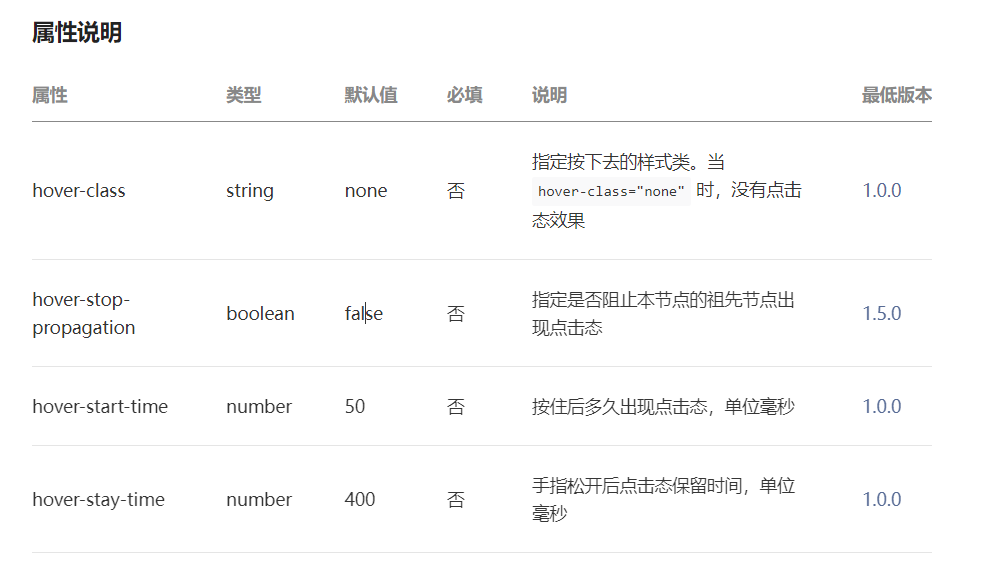 属性说明
属性 类型 默认值 必填 说明 最低版本
指定按下去的样式类。当
hover-class string none 否 hover-class="none" 时，没有点击 1.0.0
态效果
hover-stop- 指定是否阻止本节点的祖先节点出
propagation boolean false 否 现点击态 1.5.0
hover-start-time number 50 否 按住后多久出现点击态，单位毫秒 1.0.0
手指松开后点击态保留时间，单位
hover-stay-time number 400 否 毫秒 1.0.0